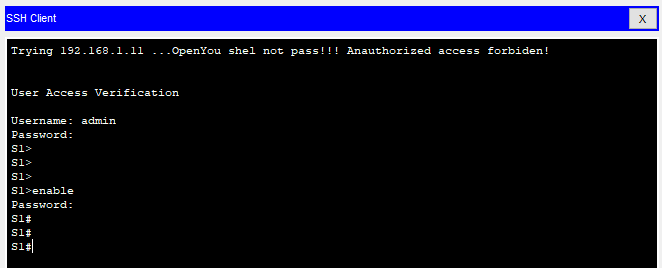 SSH Client
X
Trying 192.168.1.11 ...OpenYou shel not pass!!! Anauthorized access forbiden!
User Access Verification
Username: admin
Password:
S1>
S1>
S1>
S1>enable
Password:
S1#
S1#
S1#